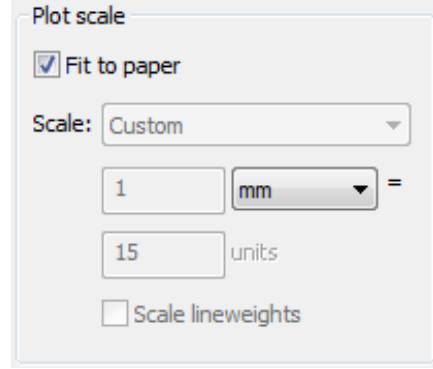 Plot scale
Fit to paper
Scale: Custom
1 mm =
15 units
Scale lineweights